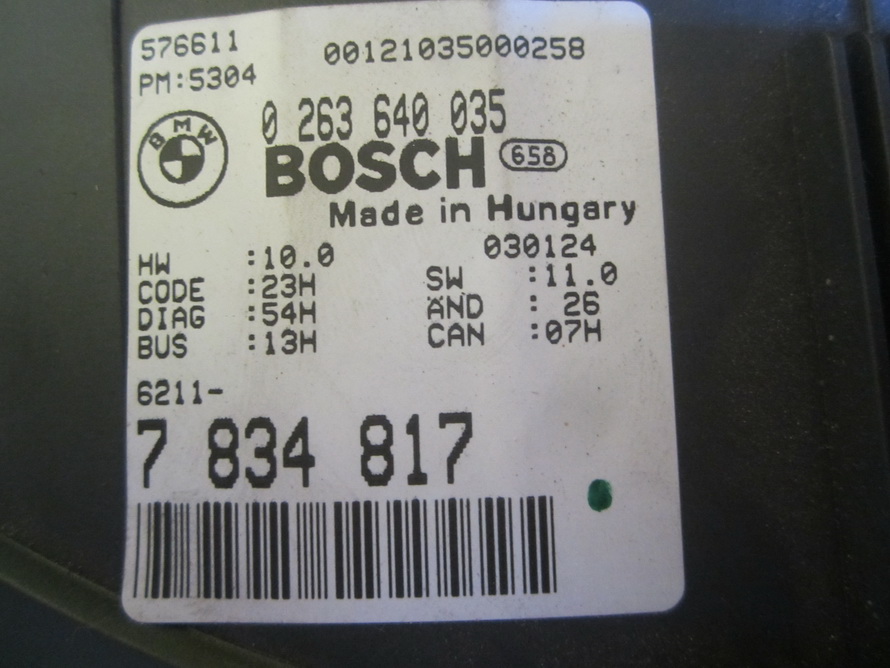 576611 00121035000258
PM:5304
BMW
0 263 640 035
BOSCH 658
Made in Hungary
030124
HW :10.0 SW :11.0
CODE :23H ÄND : 26
DIAG :54H CAN :07H
BUS :13H
6211-
7 834 817